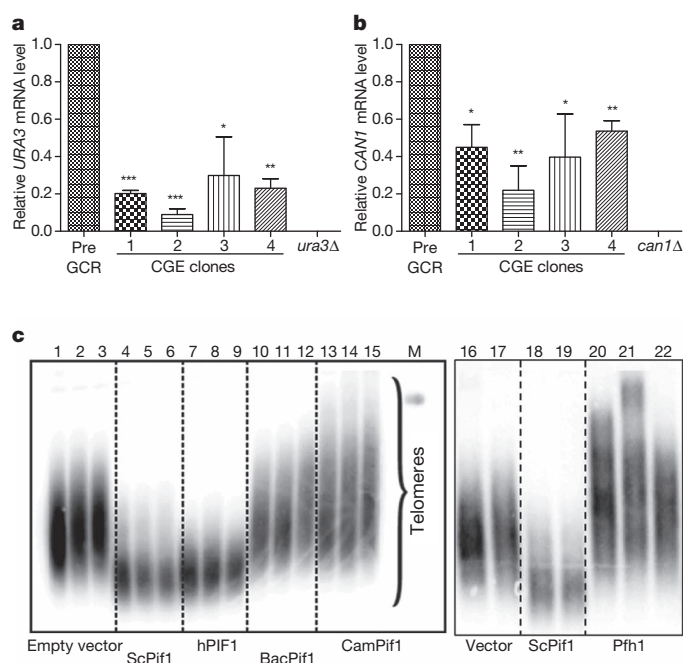 a
Relative URA3 mRNA level
1.0
0.8
0.6
0.4
0.2
0.0
***
***
*
**
Pre GCR
1 2 3 4
ura3Δ
CGE clones
b
Relative CAN1 mRNA level
1.0
0.8
0.6
0.4
0.2
0.0
*
**
*
**
Pre GCR
1 2 3 4
can1Δ
CGE clones
c
1 2 3 4 5 6 7 8 9 10 11 12 13 14 15 M
Telomeres
Empty vector
ScPif1
hPIF1
BacPif1
CamPif1
16 17 18 19 20 21 22
Vector
ScPif1
Pfh1